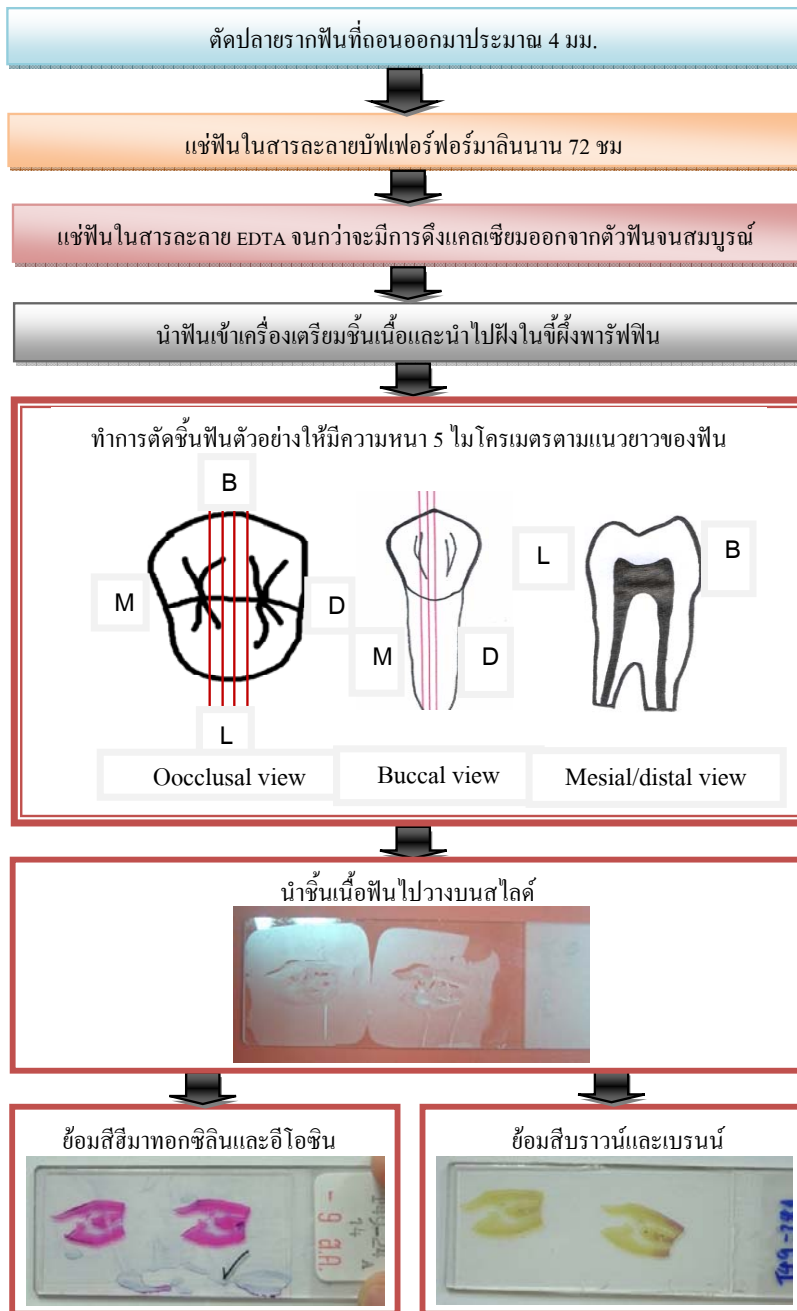 ตัดปลายรากฟันที่ถอนออกมาประมาณ 4 มม.
แช่ฟันในสารละลายบัฟเฟอร์ฟอร์มาลินนาน 72 ชม
แช่ฟันในสารละลาย EDTA จนกว่าจะมีการดึงแคลเซียมออกจากตัวฟันจนสมบูรณ์
นำฟันเข้าเครื่องเตรียมชิ้นเนื้อและนำไปฝังในขี้ผึ้งพารัฟฟิน
ทำการตัดชิ้นฟันตัวอย่างให้มีความหนา 5 ไมโครเมตรตามแนวยาวของฟัน
B
M
D
L
Oocclusal view
M
D
Buccal view
L
B
Mesial/distal view
นำชิ้นเนื้อฟันไปวางบนสไลด์
ย้อมสีฮีมาทอกซิลินและอีโอซิน
14
A
- 9 ส.ค.
ย้อมสีบราวน์และเบรนน์